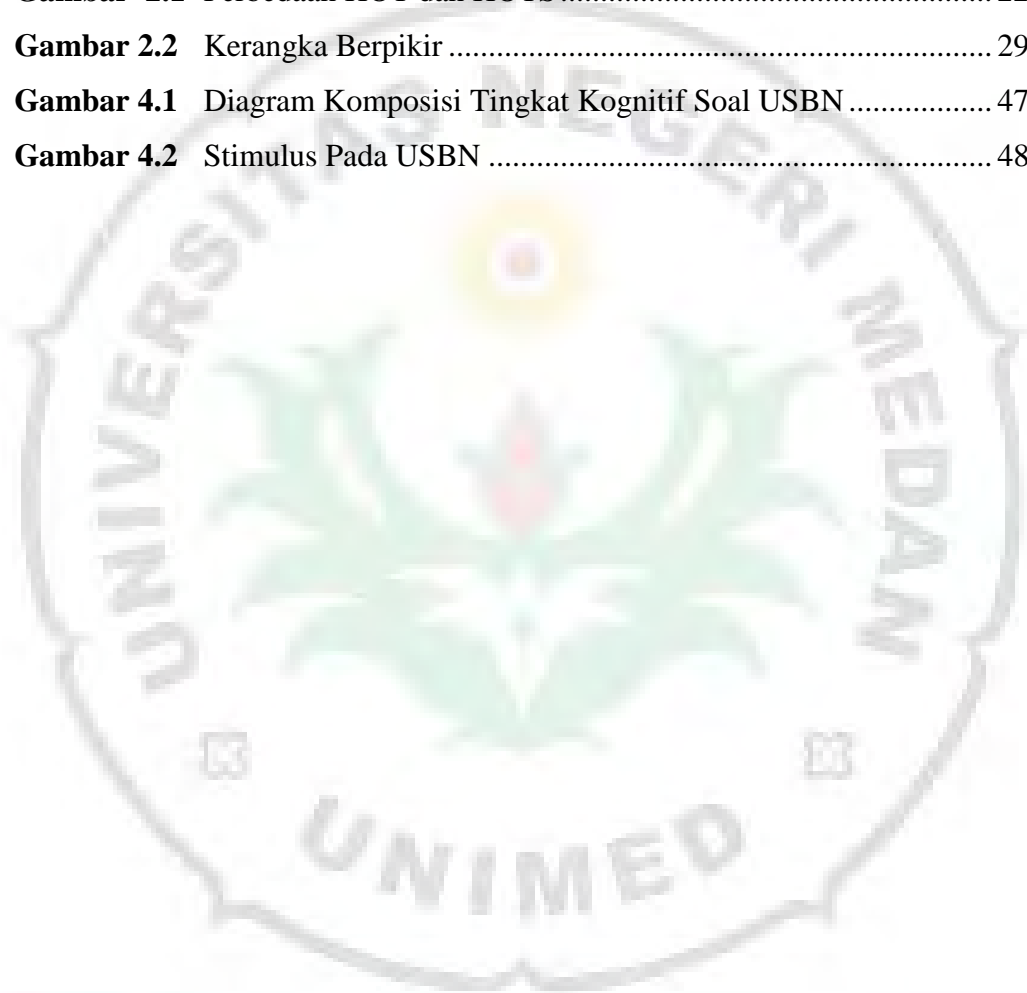 Gambar 2.2 Kerangka Berpikir ........................................................................ 29
Gambar 4.1 Diagram Komposisi Tingkat Kognitif Soal USBN .................. 47
Gambar 4.2 Stimulus Pada USBN .................................................................. 48
UNIVERSITAS NEGERI MEDAN
UNIMED